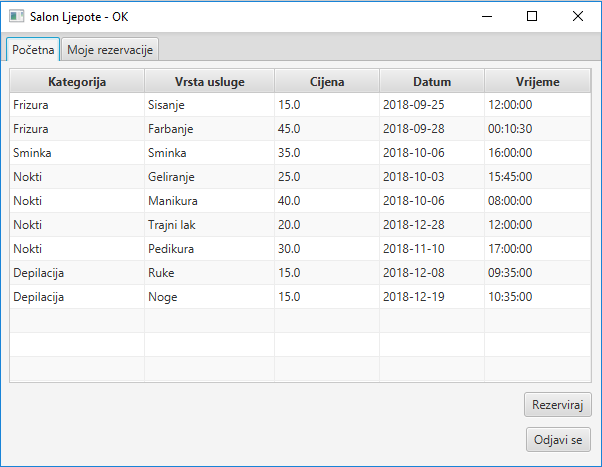 Salon Ljepote - OK
Početna Moje rezervacije
Kategorija Vrsta usluge Cijena Datum Vrijeme
Frizura Sisanje 15.0 2018-09-25 12:00:00
Frizura Farbanje 45.0 2018-09-28 00:10:30
Sminka Sminka 35.0 2018-10-06 16:00:00
Nokti Geliranje 25.0 2018-10-03 15:45:00
Nokti Manikura 40.0 2018-10-06 08:00:00
Nokti Trajni lak 20.0 2018-12-28 12:00:00
Nokti Pedikura 30.0 2018-11-10 17:00:00
Depilacija Ruke 15.0 2018-12-08 09:35:00
Depilacija Noge 15.0 2018-12-19 10:35:00
Rezerviraj
Odjavi se